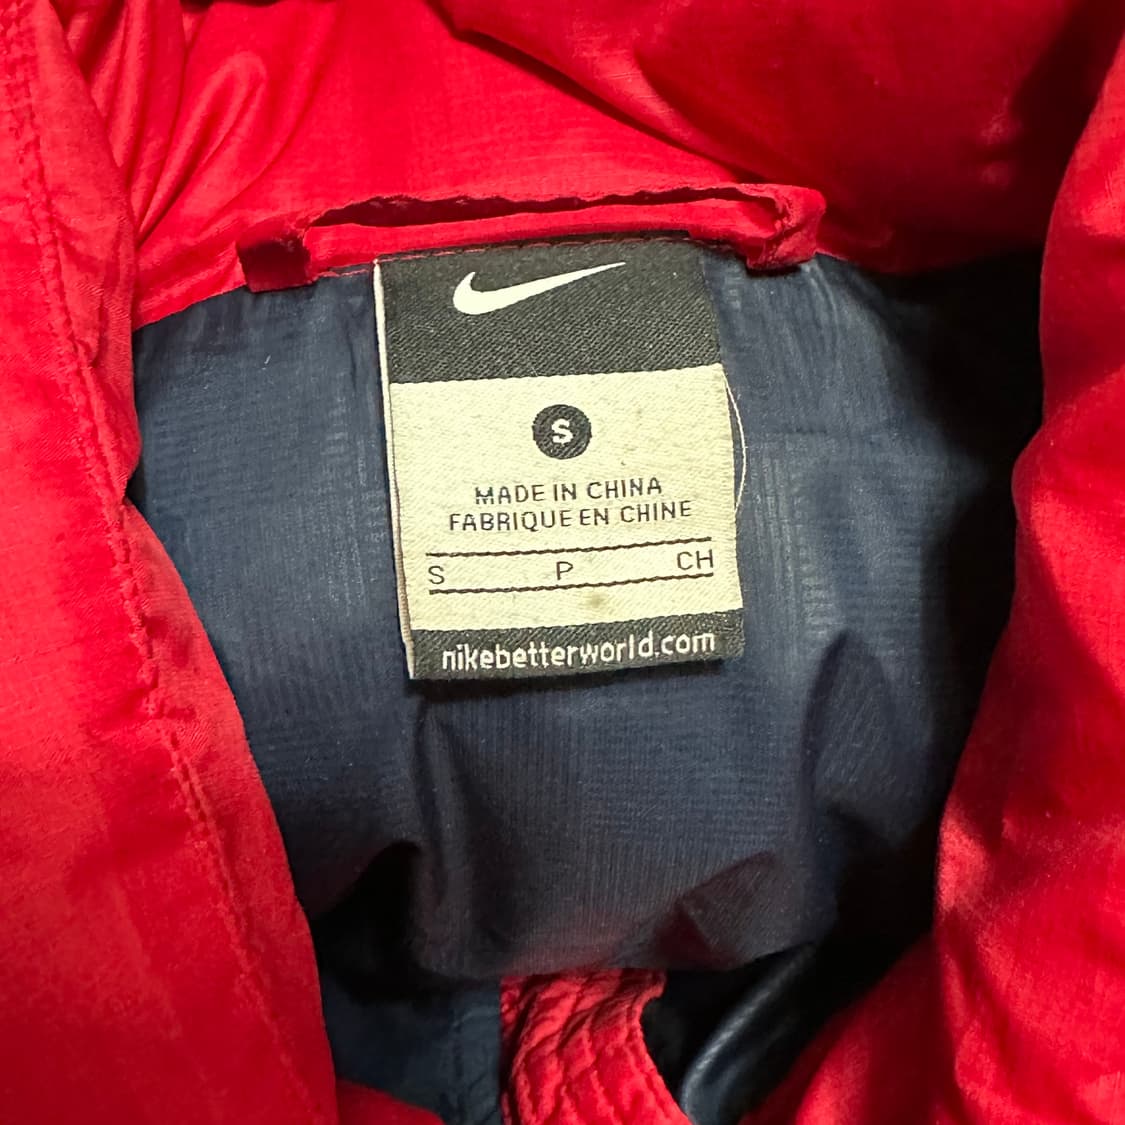 S
MADE IN CHINA
FABRIQUE EN CHINE
S P CH
nikebetterworld.com